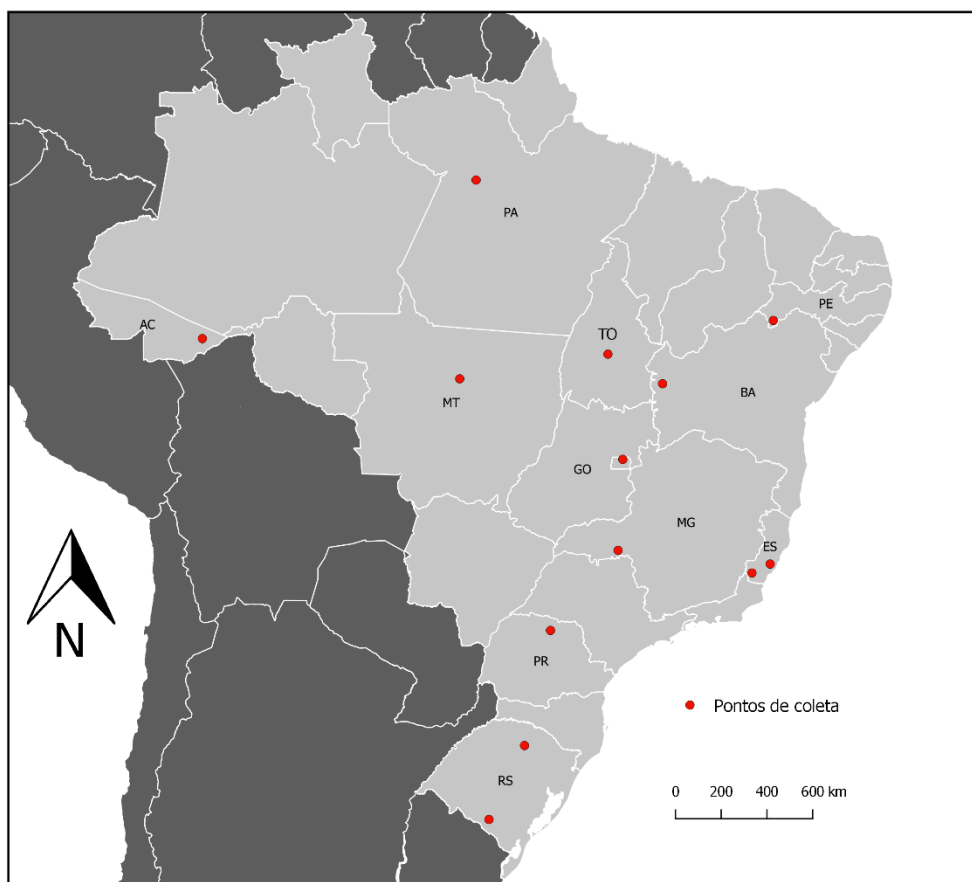 PA
PE
AC
TO
MT
BA
GO
MG
ES
N
PR
Pontos de coleta
RS
0 200 400 600 km